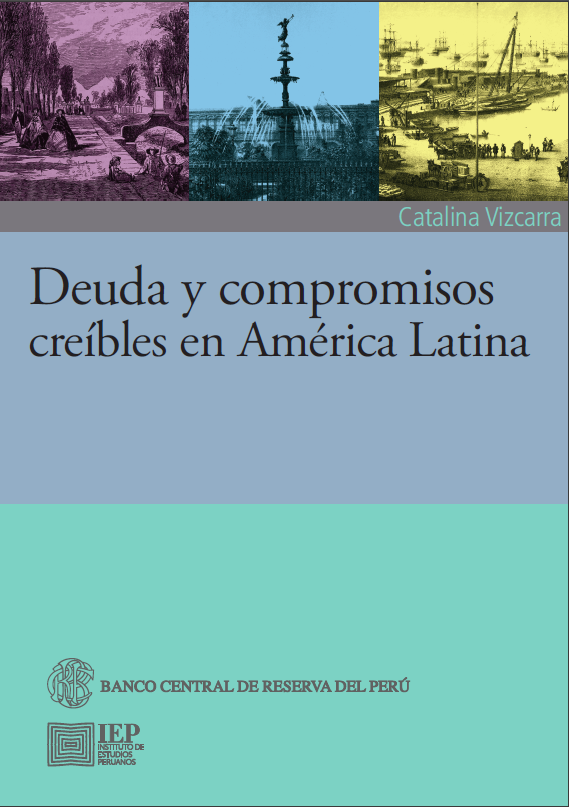 Catalina Vizcarra
Deuda y compromisos
creíbles en América Latina
BANCO CENTRAL DE RESERVA DEL PERÚ
IEP
INSTITUTO DE
ESTUDIOS
PERUANOS